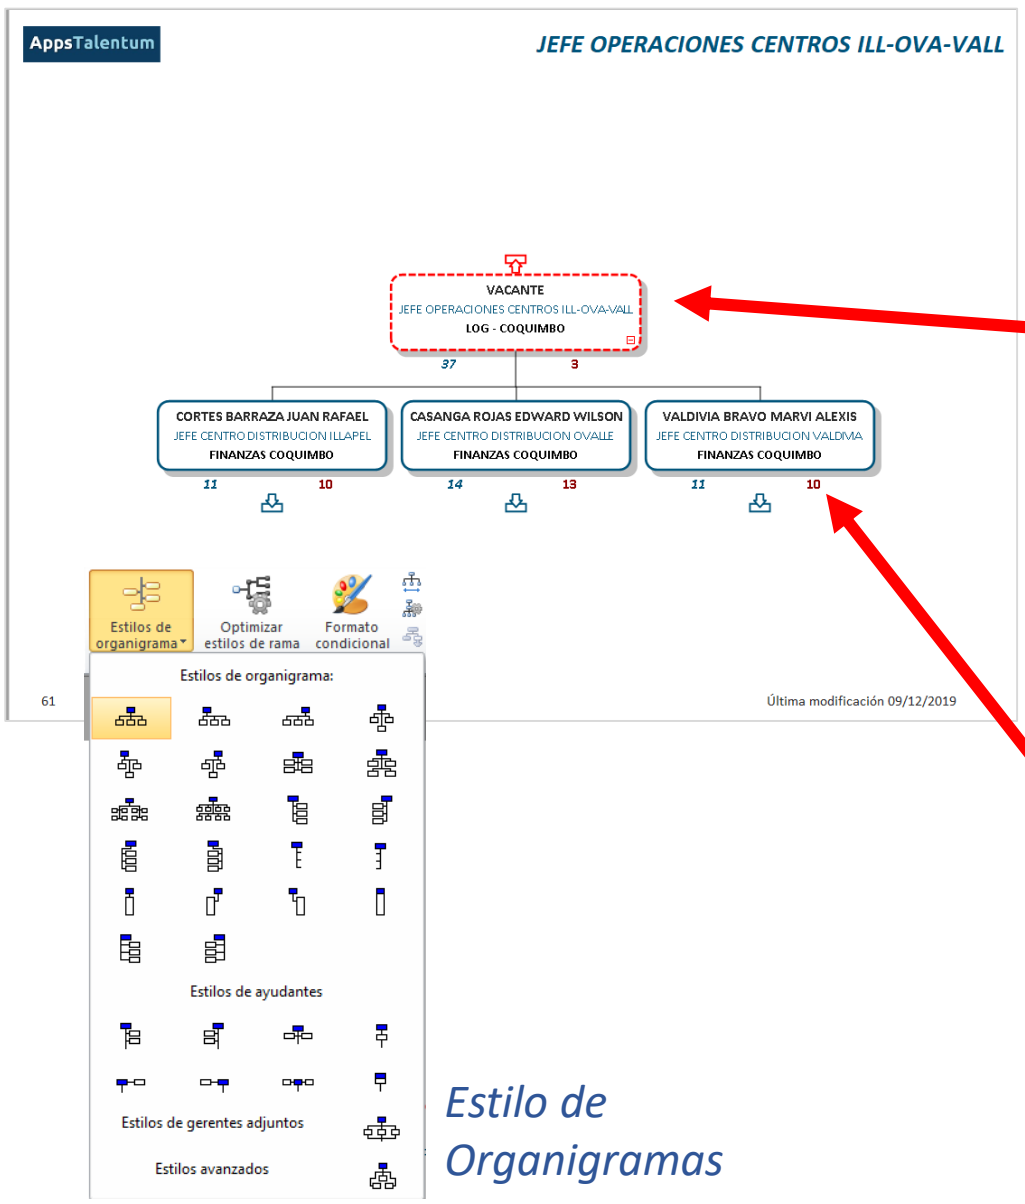 AppsTalentum
JEFE OPERACIONES CENTROS ILL-OVA-VALL
VACANTE
JEFE OPERACIONES CENTROS ILL-OVA-VALL
LOG - COQUIMBO
37 3
CORTES BARRAZA JUAN RAFAEL
JEFE CENTRO DISTRIBUCION ILLAPEL
FINANZAS COQUIMBO
11 10
CASANGA ROJAS EDWARD WILSON
JEFE CENTRO DISTRIBUCION OVALLE
FINANZAS COQUIMBO
14 13
VALDIVIA BRAVO MARVI ALEXIS
JEFE CENTRO DISTRIBUCION VALDIVIA
FINANZAS COQUIMBO
11 10
Estilos de
organigrama
Optimizar
estilos de rama
Formato
condicional
Estilos de organigrama:
61
Última modificación 09/12/2019
Estilos de ayudantes
Estilos de gerentes adjuntos
Estilos avanzados
Estilo de
Organigramas